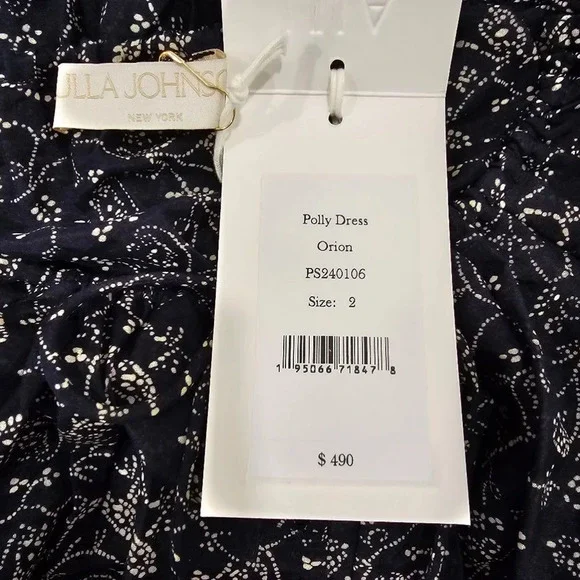 ULLA JOHNSO
NEW YORK
Polly Dress
Orion
PS240106
Size: 2
1 95066 71847 8
$ 490